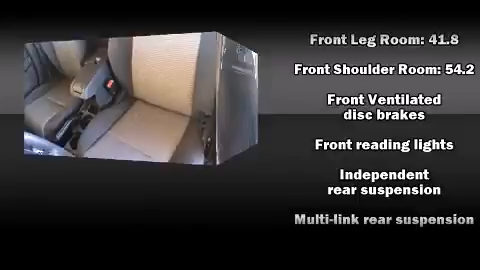 Front Leg Room: 41.8
Front Shoulder Room: 54.2
Front Ventilated
disc brakes
Front reading lights
Independent
rear suspension
Multi-link rear suspension